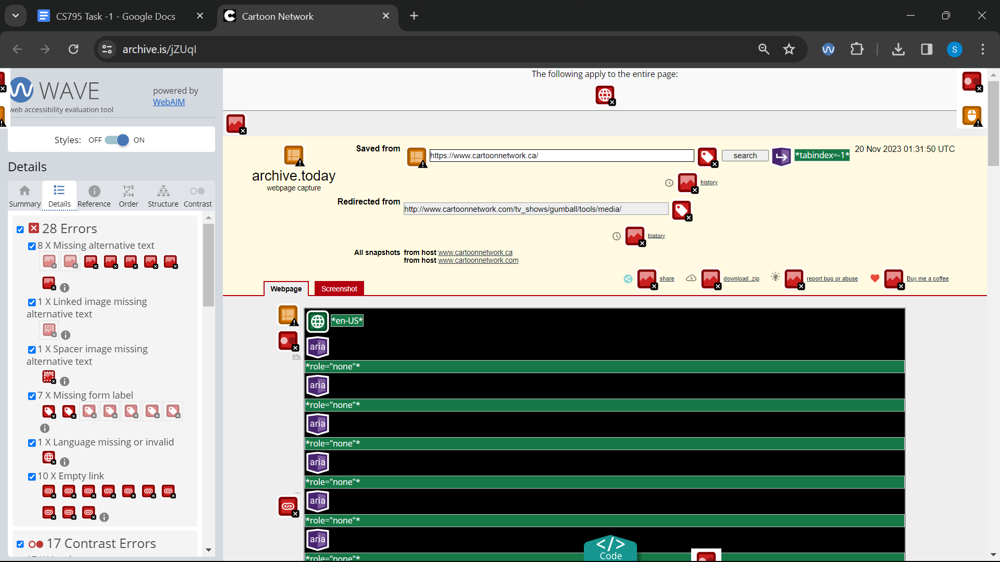 CS795 Task -1 - Google Docs
Cartoon Network
archive.is/jZUqI
S
WAVE
web accessibility evaluation tool
powered by
WebAIM
Styles: OFF ON
Details
Summary Details Reference Order Structure Contrast
28 Errors
8 X Missing alternative text
1 X Linked image missing
alternative text
1 X Spacer image missing
alternative text
7 X Missing form label
1 X Language missing or invalid
10 X Empty link
17 Contrast Errors
The following apply to the entire page:
archive.today
webpage capture
Saved from
https://www.cartoonnetwork.ca/
search
*tabindex=-1*
20 Nov 2023 01:31:50 UTC
history
Redirected from
http://www.cartoonnetwork.com/tv_shows/gumball/tools/media/
history
All snapshots from host www.cartoonnetwork.ca
from host www.cartoonnetwork.com
share
download .zip
report bug or abuse
Buy me a coffee
Webpage
Screenshot
0%
*en-US*
aria
*role="none"*
aria
*role="none"*
aria
*role="none"*
aria
*role="none"*
aria
*role="none"*
aria
*role="none"*
</>
Code